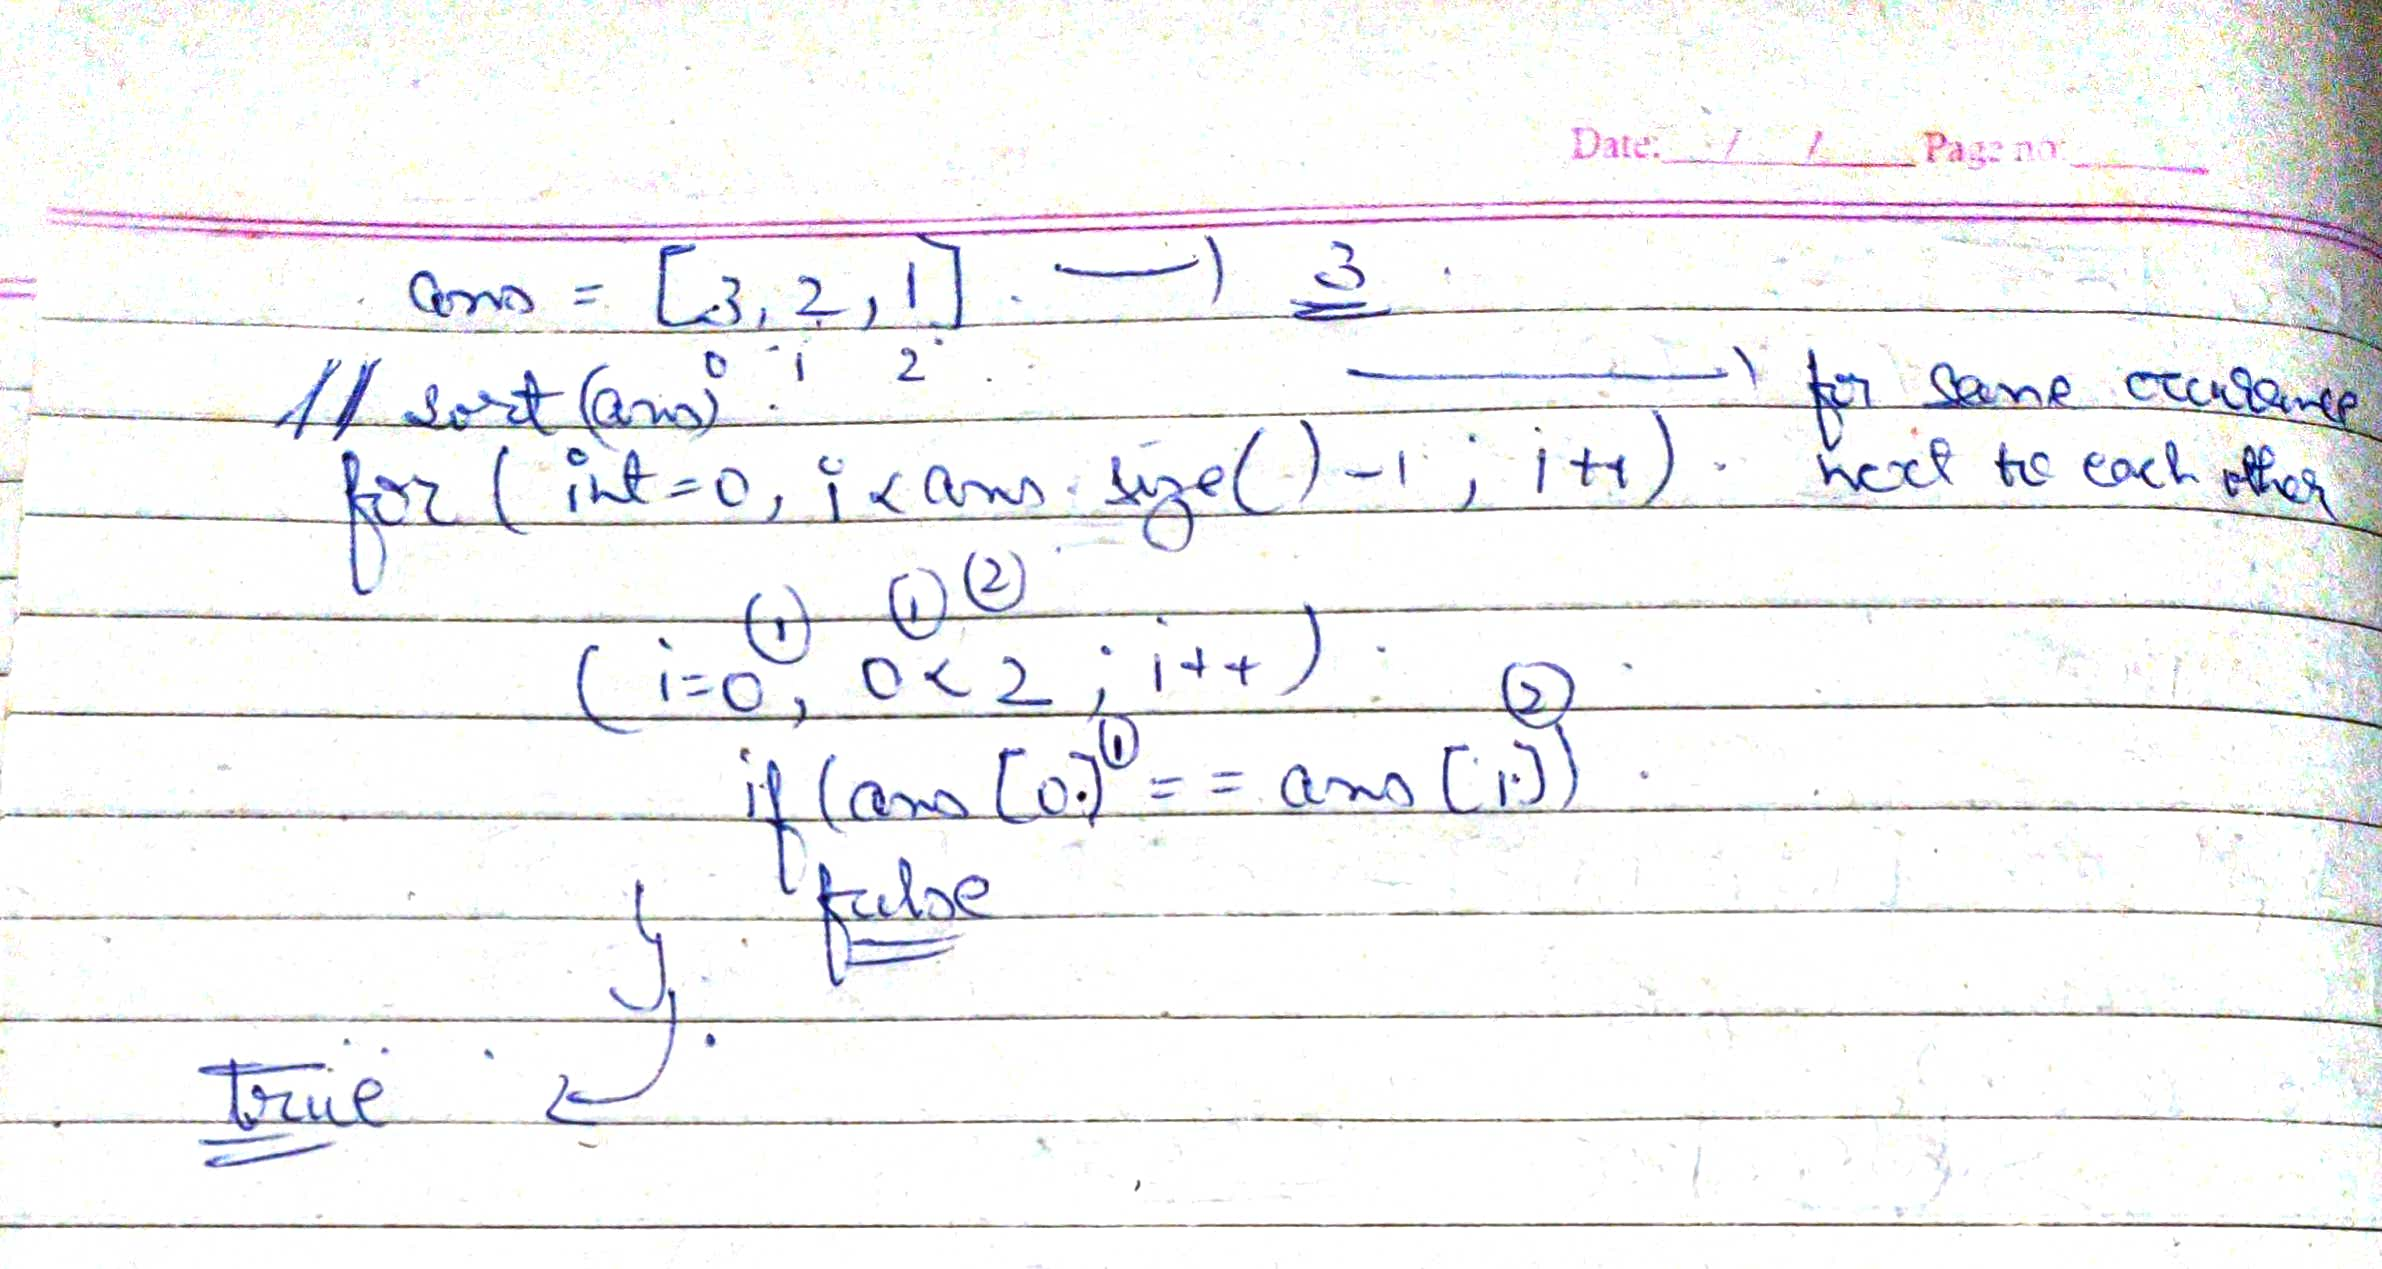 Date: / / Page no:
ans = [3, 2, 1] . → 3 .
0 1 2
// sort (ans) . → for same occurance
for ( int=0, i < ans. size( ) -1 ; i++ ) . next to each other
① ① ②
( i=0, 0 < 2 ; i++ ) .
① ②
if (ans [0] == ans [1]) .
false
true